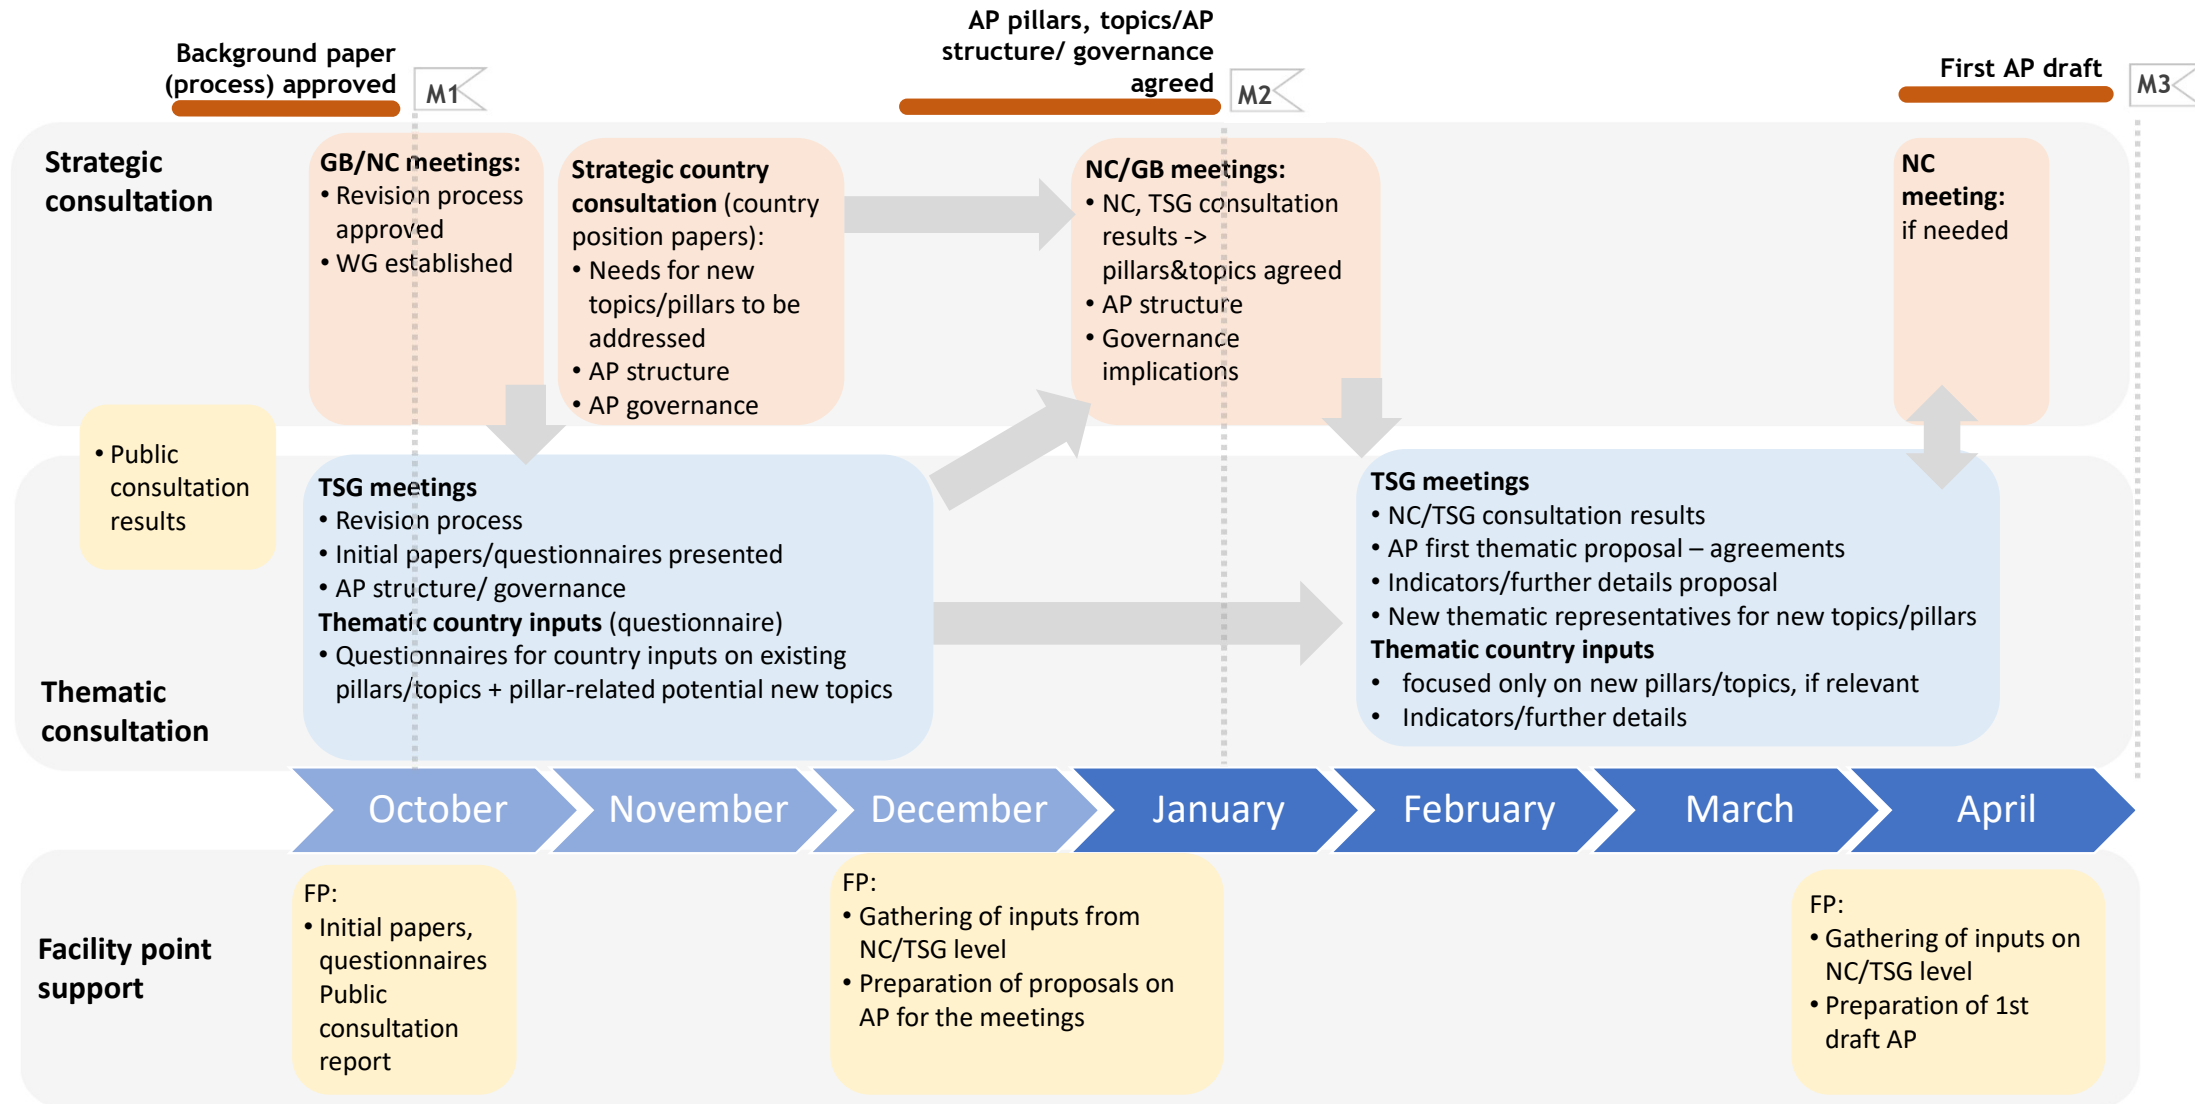 Background paper
(process) approved
M1
AP pillars, topics/AP
structure/ governance
agreed
M2
First AP draft
M3
Strategic
consultation
GB/NC meetings:
• Revision process
approved
• WG established
Strategic country
consultation (country
position papers):
• Needs for new
topics/pillars to be
addressed
• AP structure
• AP governance
NC/GB meetings:
• NC, TSG consultation
results ->
pillars&topics agreed
• AP structure
• Governance
implications
NC
meeting:
if needed
• Public
consultation
results
Thematic
consultation
TSG meetings
• Revision process
• Initial papers/questionnaires presented
• AP structure/ governance
Thematic country inputs (questionnaire)
• Questionnaires for country inputs on existing
pillars/topics + pillar-related potential new topics
TSG meetings
• NC/TSG consultation results
• AP first thematic proposal – agreements
• Indicators/further details proposal
• New thematic representatives for new topics/pillars
Thematic country inputs
• focused only on new pillars/topics, if relevant
• Indicators/further details
October
November
December
January
February
March
April
Facility point
support
FP:
• Initial papers,
questionnaires
Public
consultation
report
FP:
• Gathering of inputs from
NC/TSG level
• Preparation of proposals on
AP for the meetings
FP:
• Gathering of inputs on
NC/TSG level
• Preparation of 1st
draft AP